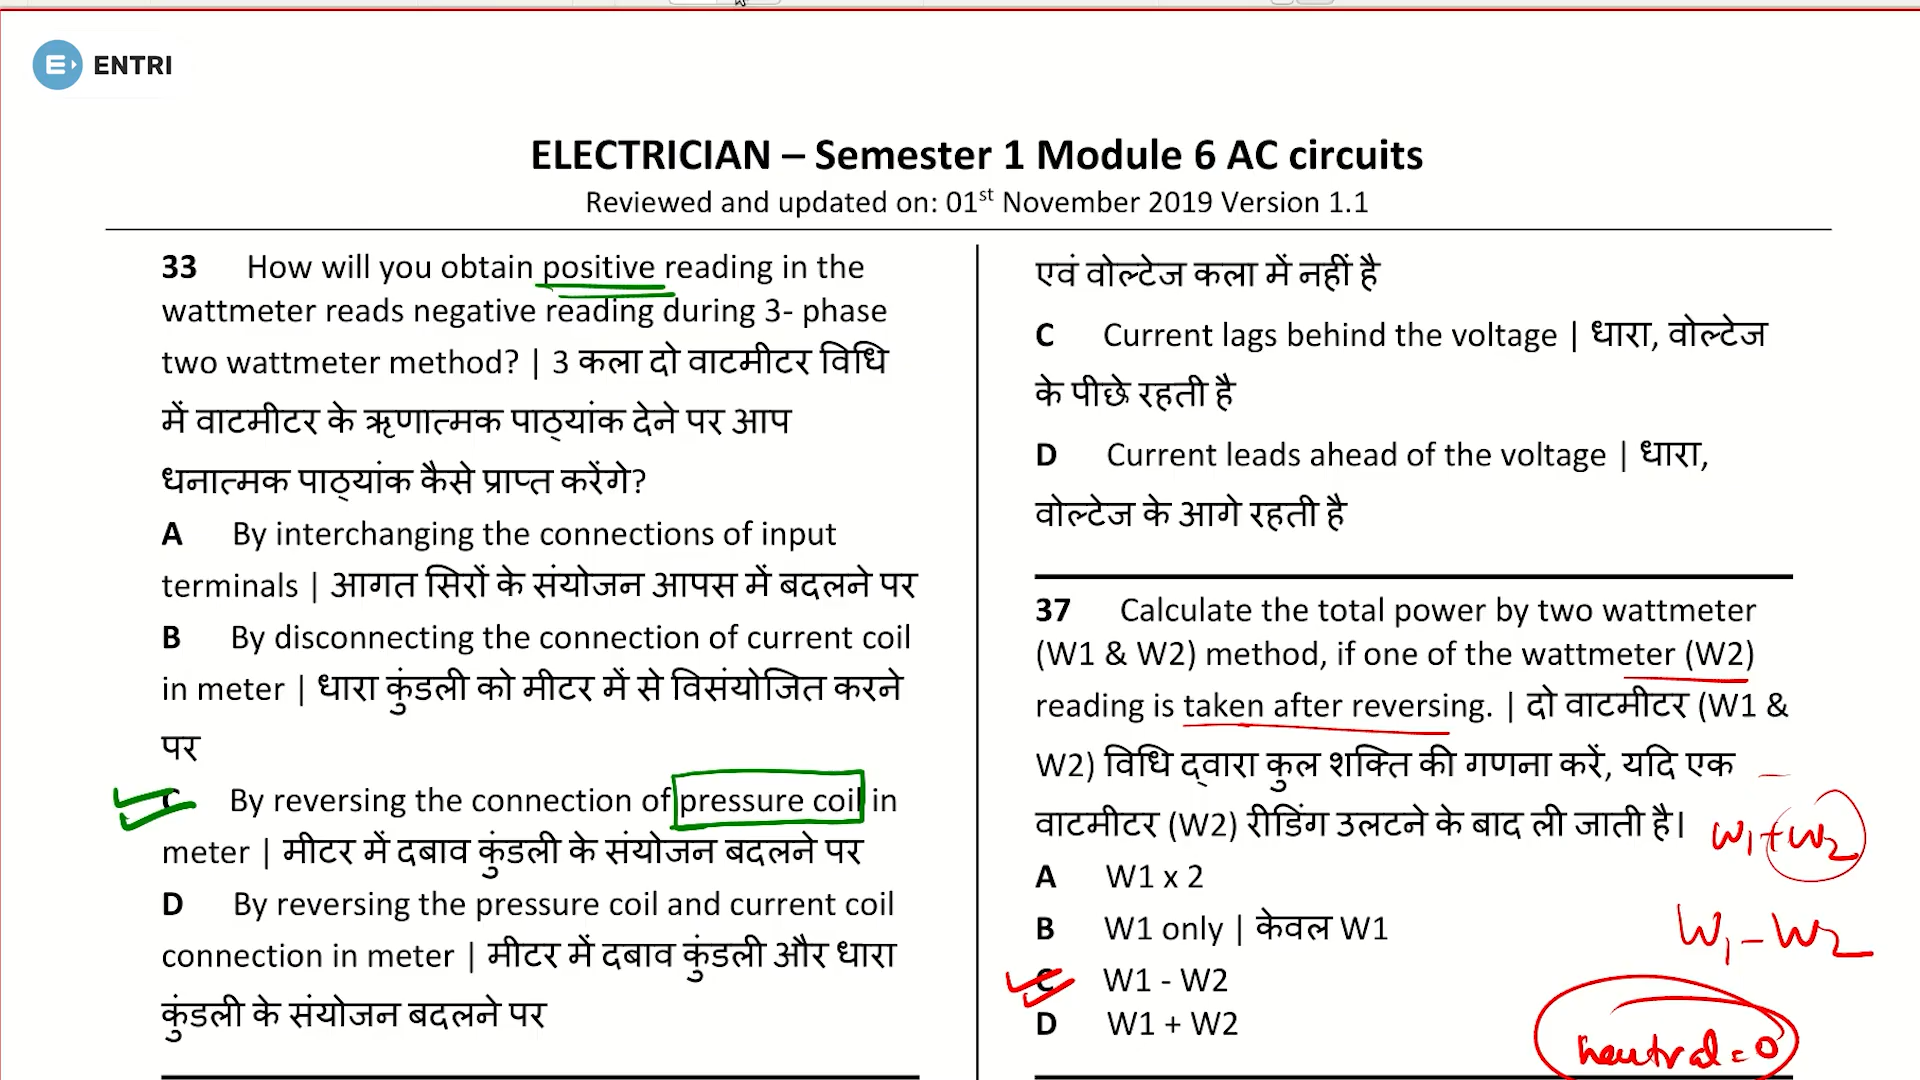 ENTRI
ELECTRICIAN – Semester 1 Module 6 AC circuits
Reviewed and updated on: 01st November 2019 Version 1.1
33 How will you obtain positive reading in the
wattmeter reads negative reading during 3- phase
two wattmeter method? | 3 कला दो वाटमीटर विधि
में वाटमीटर के ऋणात्मक पाठ्यांक देने पर आप
धनात्मक पाठ्यांक कैसे प्राप्त करेंगे?
A By interchanging the connections of input
terminals | आगत सिरों के संयोजन आपस में बदलने पर
B By disconnecting the connection of current coil
in meter | धारा कुंडली को मीटर में से विसंयोजित करने
पर
C By reversing the connection of pressure coil in
meter | मीटर में दबाव कुंडली के संयोजन बदलने पर
D By reversing the pressure coil and current coil
connection in meter | मीटर में दबाव कुंडली और धारा
कुंडली के संयोजन बदलने पर
एवं वोल्टेज कला में नहीं है
C Current lags behind the voltage | धारा, वोल्टेज
के पीछे रहती है
D Current leads ahead of the voltage | धारा,
वोल्टेज के आगे रहती है
37 Calculate the total power by two wattmeter
(W1 & W2) method, if one of the wattmeter (W2)
reading is taken after reversing. | दो वाटमीटर (W1 &
W2) विधि द्वारा कुल शक्ति की गणना करें, यदि एक
वाटमीटर (W2) रीडिंग उलटने के बाद ली जाती है।
W1+W2
A W1 x 2
B W1 only | केवल W1
W1-W2
C W1 - W2
D W1 + W2
neutral=0